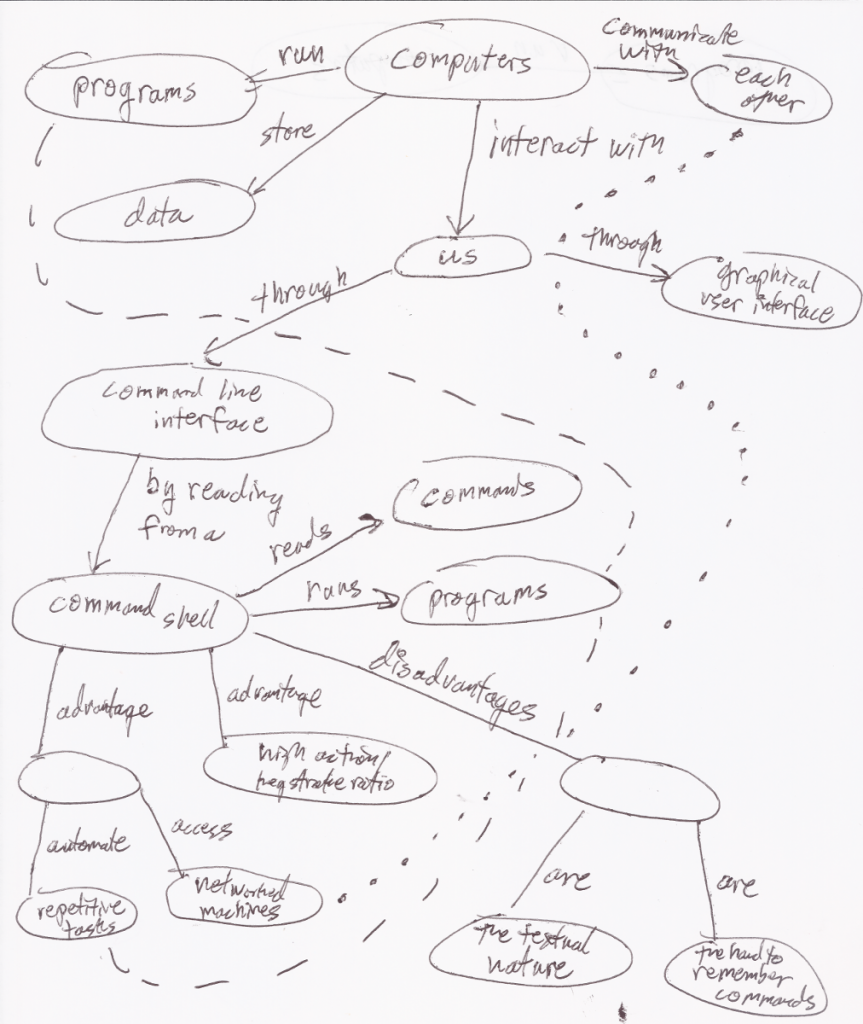 run
computers
communicate
with
programs
each
other
store
interact with
data
us
through
graphical
user interface
through
command line
interface
by reading
from a
commands
reads
runs
programs
command shell
disadvantages
advantage
advantage
high action/
keystroke ratio
automate
access
repetitive
tasks
networked
machines
are
are
the textual
nature
the hard to
remember
commands